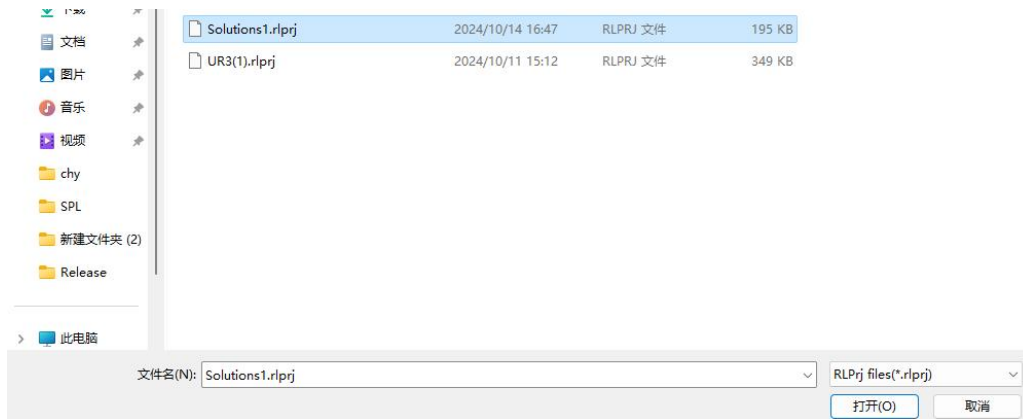 文档
图片
音乐
视频
chy
SPL
新建文件夹 (2)
Release
此电脑
Solutions1.rlprj 2024/10/14 16:47 RLPRJ 文件 195 KB
UR3(1).rlprj 2024/10/11 15:12 RLPRJ 文件 349 KB
文件名(N): Solutions1.rlprj RLPrj files(*.rlprj)
打开(O) 取消